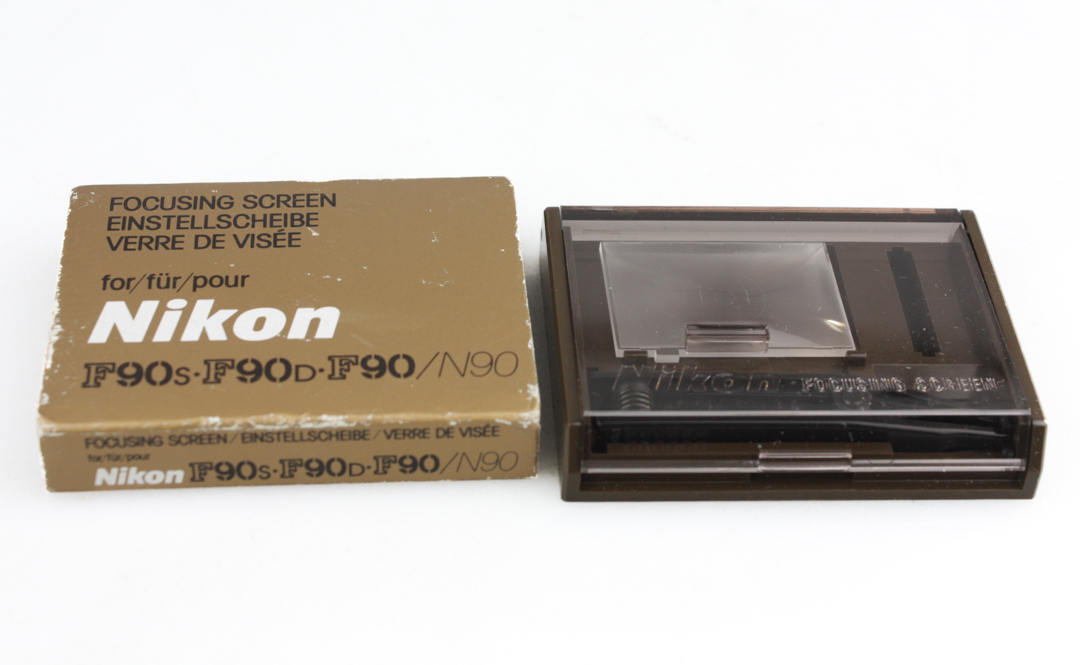 FOCUSING SCREEN
EINSTELLSCHEIBE
VERRE DE VISÉE
for/für/pour
Nikon
F90S·F90D·F90/N90
FOCUSING SCREEN/EINSTELLSCHEIBE/VERRE DE VISÉE
for/für/pour
Nikon F90S·F90D·F90/N90
Nikon FOCUSING SCREEN